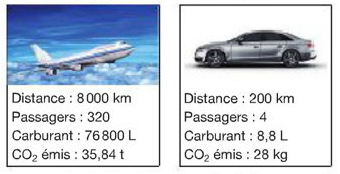 Distance : 8 000 km
Passagers : 320
Carburant : 76 800 L
CO₂ émis : 35,84 t
Distance : 200 km
Passagers : 4
Carburant : 8,8 L
CO₂ émis : 28 kg